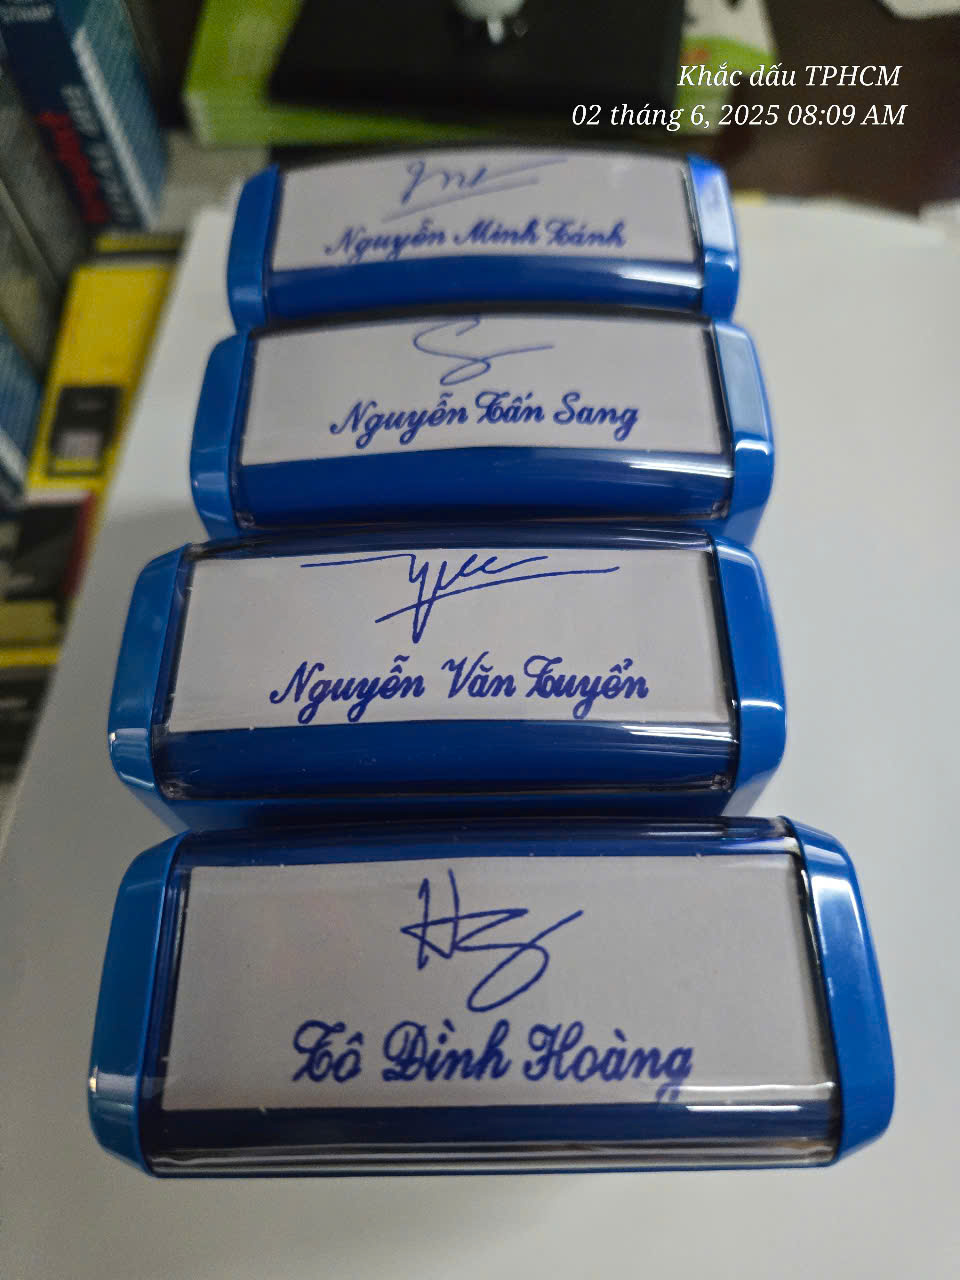 Khắc dấu TPHCM
02 tháng 6, 2025 08:09 AM
Nguyễn Minh Tánh
Nguyễn Tấn Sang
Nguyễn Văn Tuyển
Tô Đình Hoàng